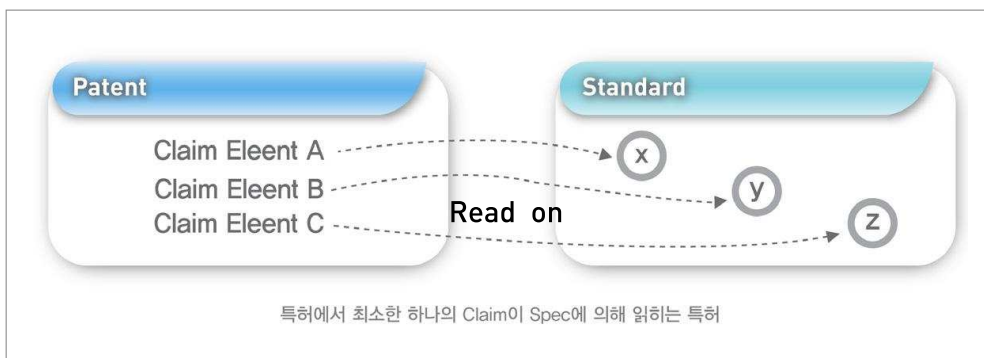 Patent
Claim Eleent A
Claim Eleent B
Claim Eleent C
Read on
Standard
x
y
z
특허에서 최소한 하나의 Claim이 Spec에 의해 읽히는 특허